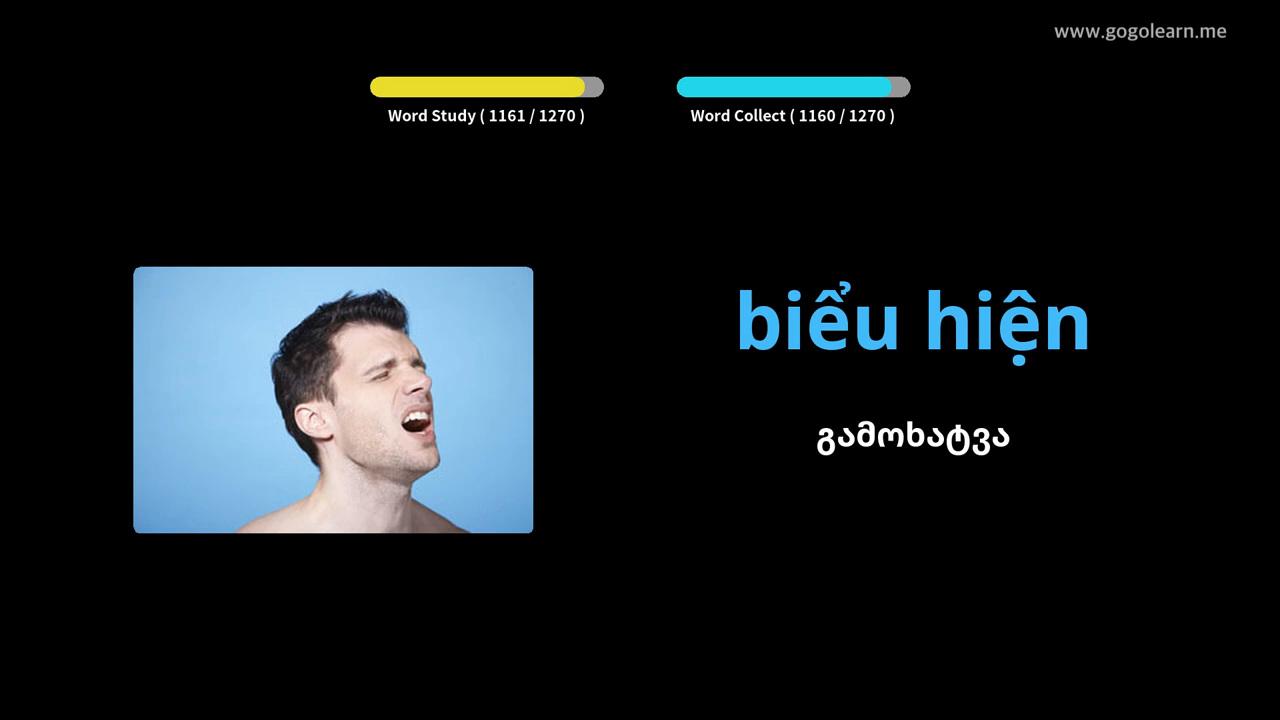 www.gogolearn.me
Word Study ( 1161 / 1270 )
Word Collect ( 1160 / 1270 )
biểu hiện
გამოხატვა